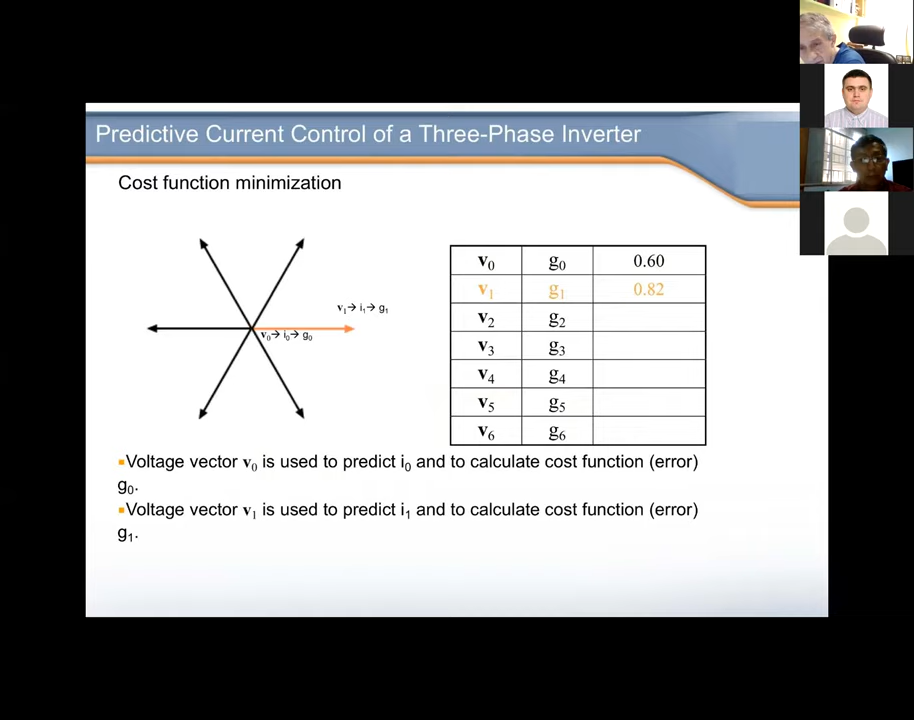 Predictive Current Control of a Three-Phase Inverter
Cost function minimization
v₁→ i₁→ g₁
v₀→ i₀→ g₀
v₀ g₀ 0.60
v₁ g₁ 0.82
v₂ g₂
v₃ g₃
v₄ g₄
v₅ g₅
v₆ g₆
▪Voltage vector v₀ is used to predict i₀ and to calculate cost function (error)
g₀.
▪Voltage vector v₁ is used to predict i₁ and to calculate cost function (error)
g₁.